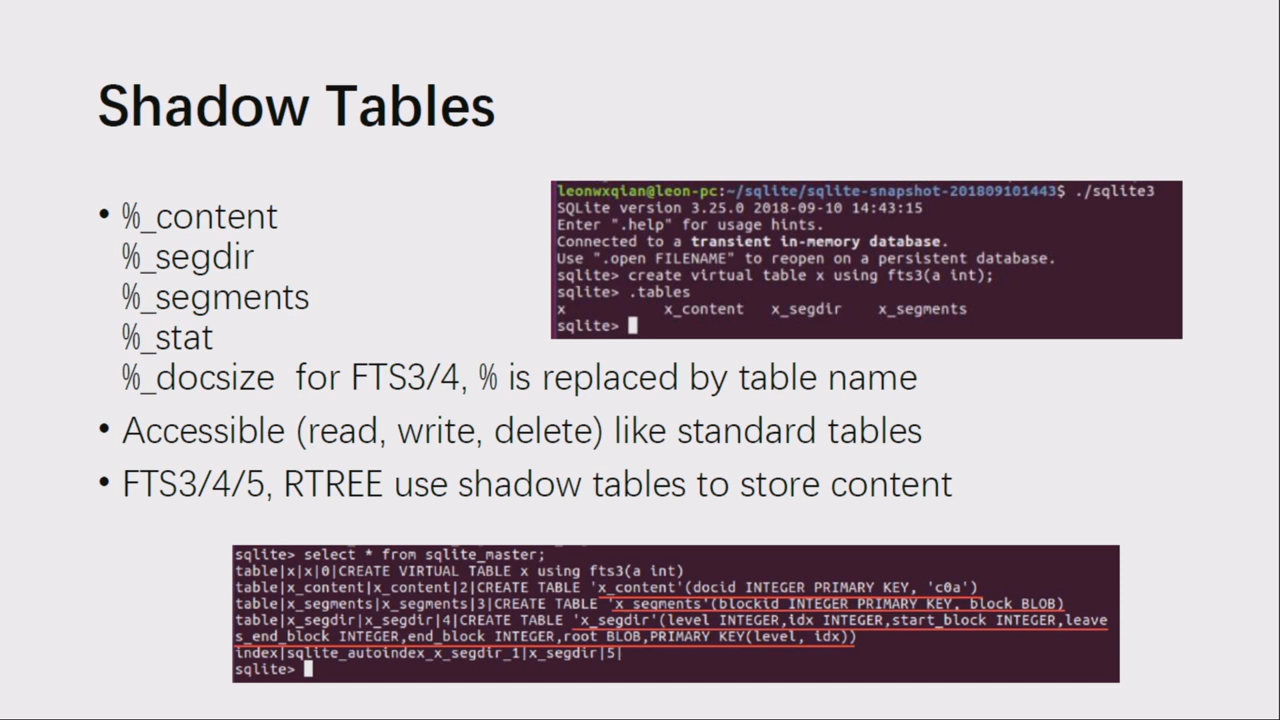 Shadow Tables
• %_content
%_segdir
%_segments
%_stat
%_docsize for FTS3/4, % is replaced by table name
• Accessible (read, write, delete) like standard tables
• FTS3/4/5, RTREE use shadow tables to store content
leonwxqian@leon-pc:~/sqlite/sqlite-snapshot-201809101443$ ./sqlite3
SQLite version 3.25.0 2018-09-10 14:43:15
Enter ".help" for usage hints.
Connected to a transient in-memory database.
Use ".open FILENAME" to reopen on a persistent database.
sqlite> create virtual table x using fts3(a int);
sqlite> .tables
x x_content x_segdir x_segments
sqlite>
sqlite> select * from sqlite_master;
table|x|x|0|CREATE VIRTUAL TABLE x using fts3(a int)
table|x_content|x_content|2|CREATE TABLE 'x_content'(docid INTEGER PRIMARY KEY, 'c0a')
table|x_segments|x_segments|3|CREATE TABLE 'x_segments'(blockid INTEGER PRIMARY KEY, block BLOB)
table|x_segdir|x_segdir|4|CREATE TABLE 'x_segdir'(level INTEGER,idx INTEGER,start_block INTEGER,leave
s_end_block INTEGER,end_block INTEGER,root BLOB,PRIMARY KEY(level, idx))
index|sqlite_autoindex_x_segdir_1|x_segdir|5|
sqlite>